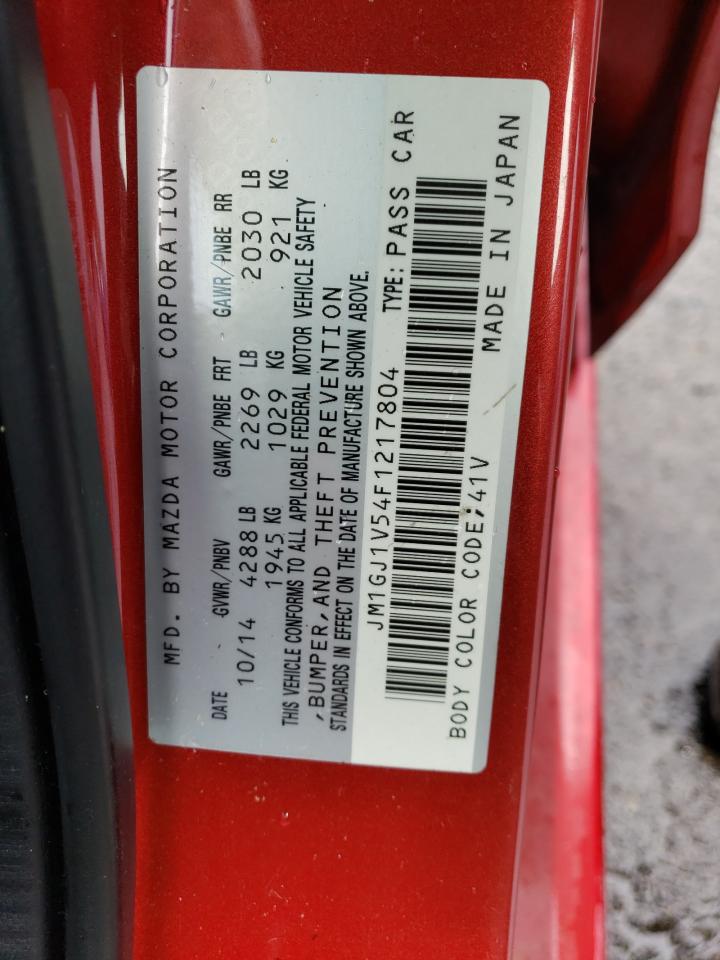 MFD. BY MAZDA MOTOR CORPORATION
DATE GVWR/PNBV GAWR/PNBE FRT GAWR/PNBE RR
10/14 4288 LB 2269 LB 2030 LB
1945 KG 1029 KG 921 KG
THIS VEHICLE CONFORMS TO ALL APPLICABLE FEDERAL MOTOR VEHICLE SAFETY
,BUMPER,AND THEFT PREVENTION
STANDARDS IN EFFECT ON THE DATE OF MANUFACTURE SHOWN ABOVE.
JM1GJ1V54F1217804 TYPE: PASS CAR
BODY COLOR CODE:41V MADE IN JAPAN